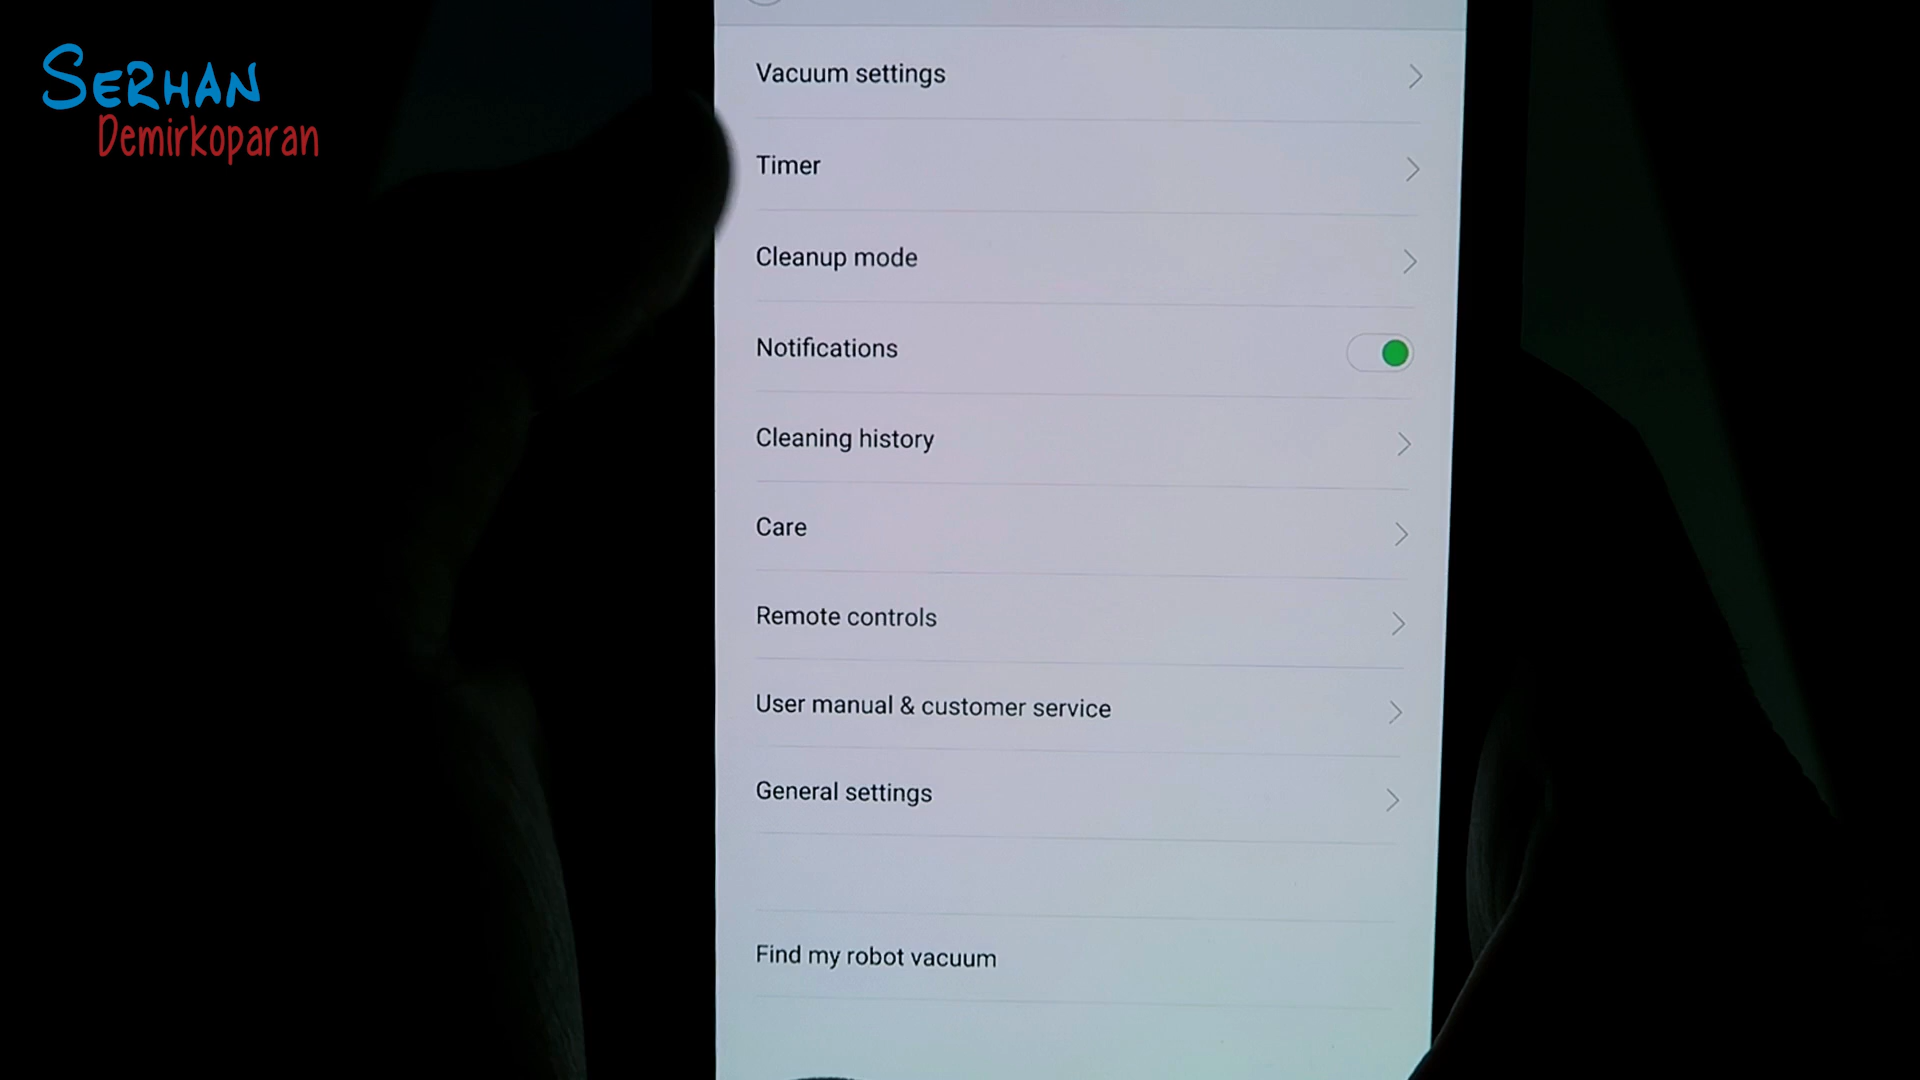 SERHAN
Demirkoparan
Vacuum settings
Timer
Cleanup mode
Notifications
Cleaning history
Care
Remote controls
User manual & customer service
General settings
Find my robot vacuum